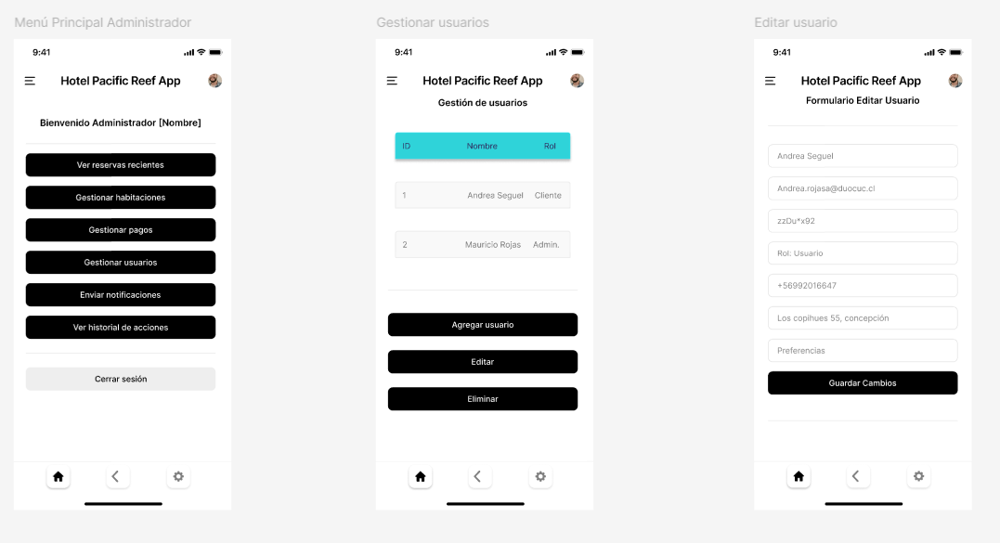 Menú Principal Administrador
9:41
Hotel Pacific Reef App
Bienvenido Administrador [Nombre]
Ver reservas recientes
Gestionar habitaciones
Gestionar pagos
Gestionar usuarios
Enviar notificaciones
Ver historial de acciones
Cerrar sesión
Gestionar usuarios
9:41
Hotel Pacific Reef App
Gestión de usuarios
ID Nombre Rol
1 Andrea Seguel Cliente
2 Mauricio Rojas Admin.
Agregar usuario
Editar
Eliminar
Editar usuario
9:41
Hotel Pacific Reef App
Formulario Editar Usuario
Andrea Seguel
Andrea.rojasa@duocuc.cl
zzDu*x92
Rol: Usuario
+56992016647
Los copihues 55, concepción
Preferencias
Guardar Cambios